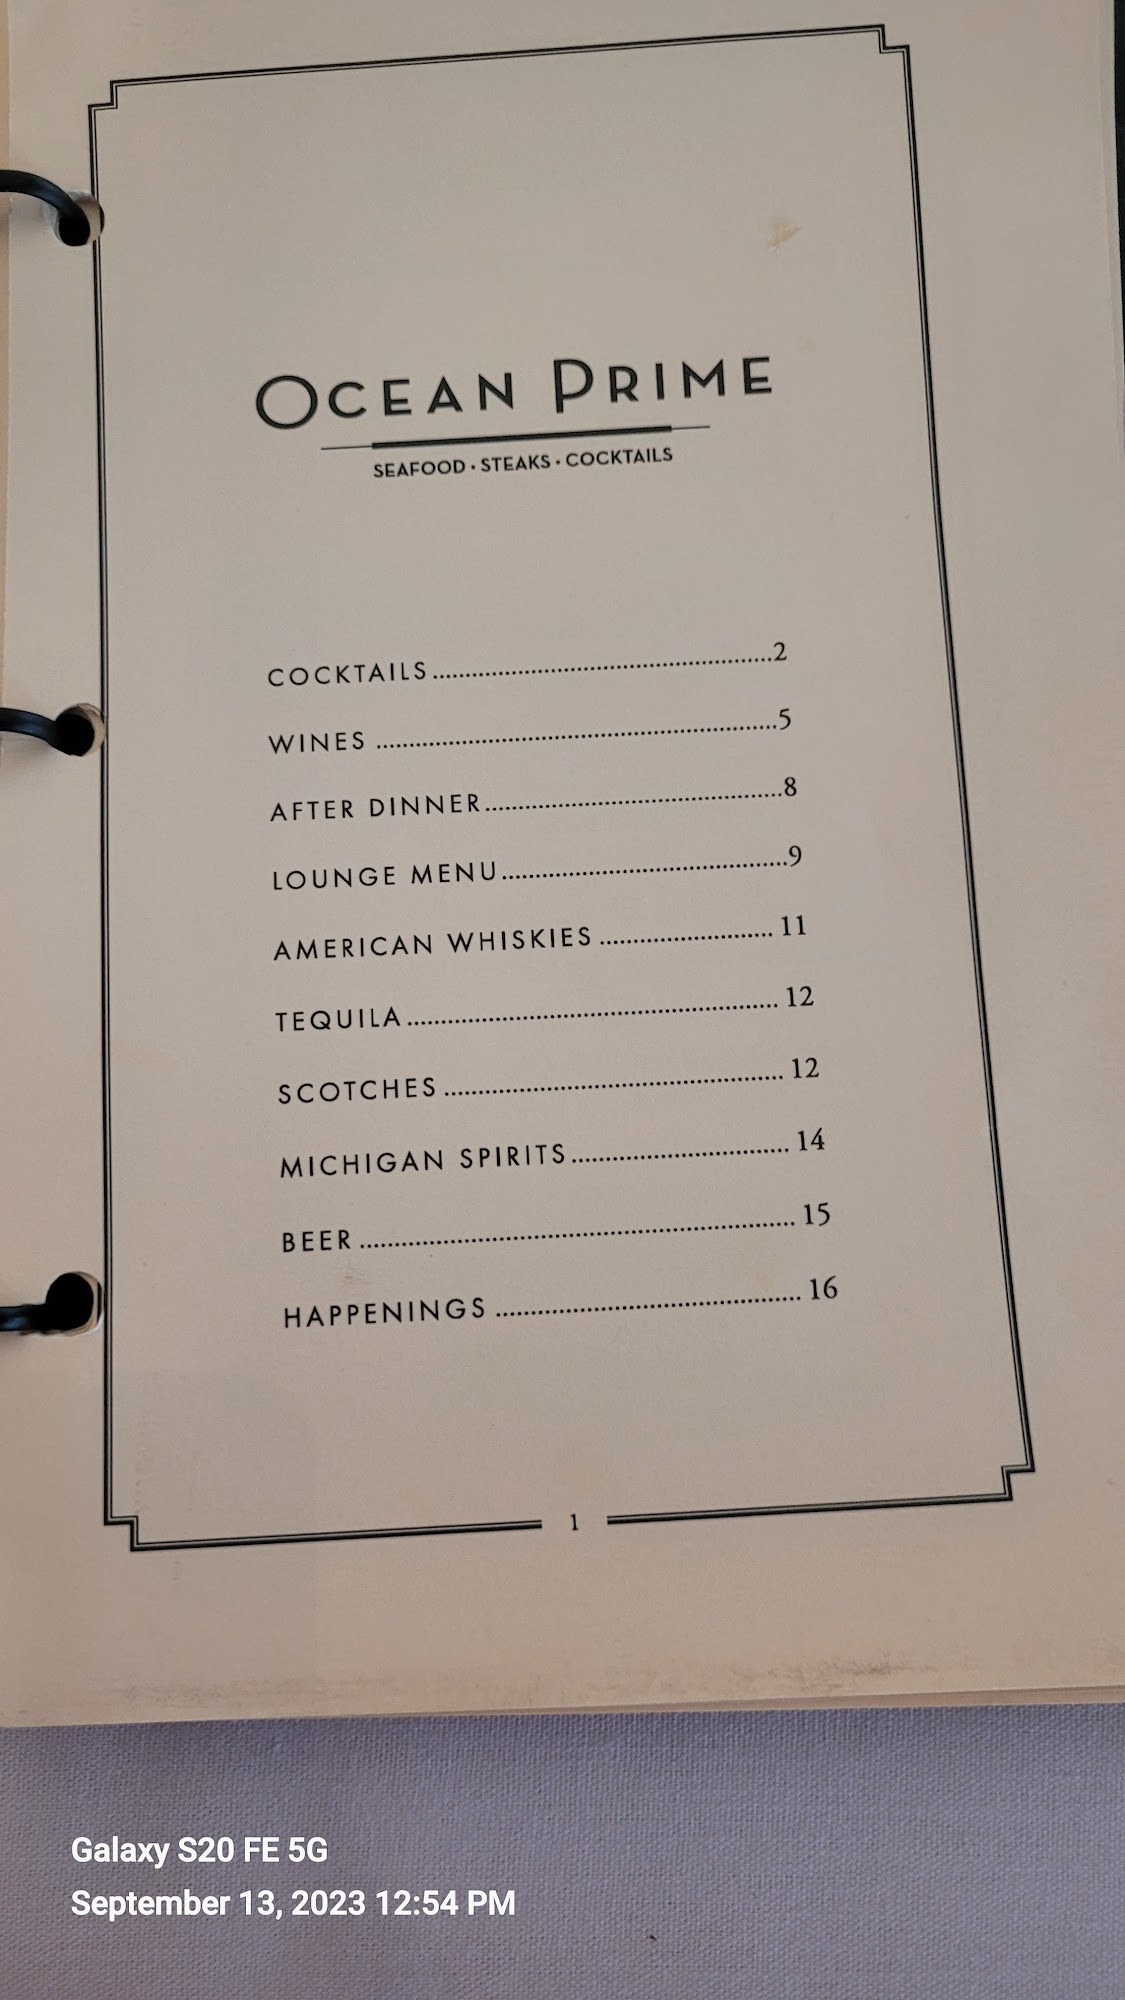 OCEAN PRIME
SEAFOOD • STEAKS • COCKTAILS
COCKTAILS..........2
WINES..........5
AFTER DINNER..........8
LOUNGE MENU..........9
AMERICAN WHISKIES..........11
TEQUILA..........12
SCOTCHES..........12
MICHIGAN SPIRITS..........14
BEER..........15
HAPPENINGS..........16
1
Galaxy S20 FE 5G
September 13, 2023 12:54 PM